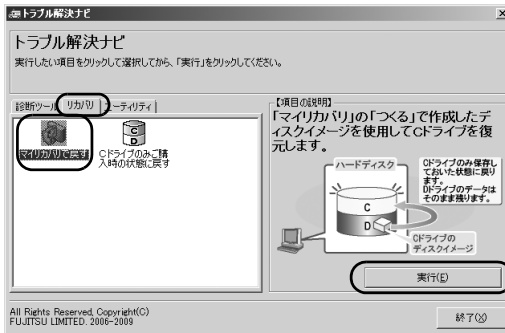 トラブル解決ナビ
トラブル解決ナビ
実行したい項目をクリックして選択してから、「実行」をクリックしてください。
診断ツール リカバリ ユーティリティ
マイリカバリで戻す
Cドライブのみご購
入時の状態に戻す
C
D
【項目の説明】
「マイリカバリ」の「つくる」で作成したデ
ィスクイメージを使用してCドライブを復
元します。
ハードディスク
Cドライブのみ保存し
ておいた状態に戻り
ます。
Dドライブのデータは
そのまま残ります。
C
D
Cドライブの
ディスクイメージ
実行(E)
All Rights Reserved, Copyright(C)
FUJITSU LIMITED. 2006-2009
終了(X)